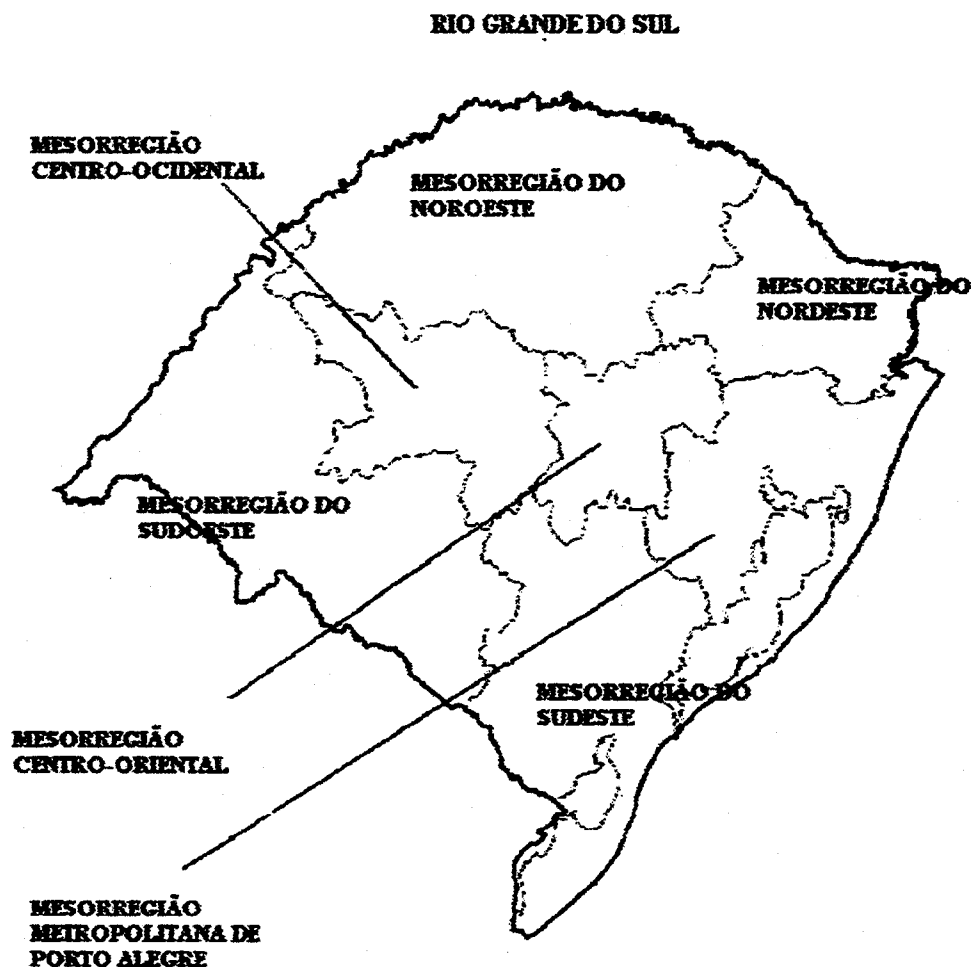 RIO GRANDE DO SUL
MESORREGIÃO
CENTRO-OCIDENTAL
MESORREGIÃO DO
NOROESTE
MESORREGIÃO DO
NORDESTE
MESORREGIÃO DO
SUDOESTE
MESORREGIÃO DO
SUDESTE
MESORREGIÃO
CENTRO-ORIENTAL
MESORREGIÃO
METROPOLITANA DE
PORTO ALEGRE